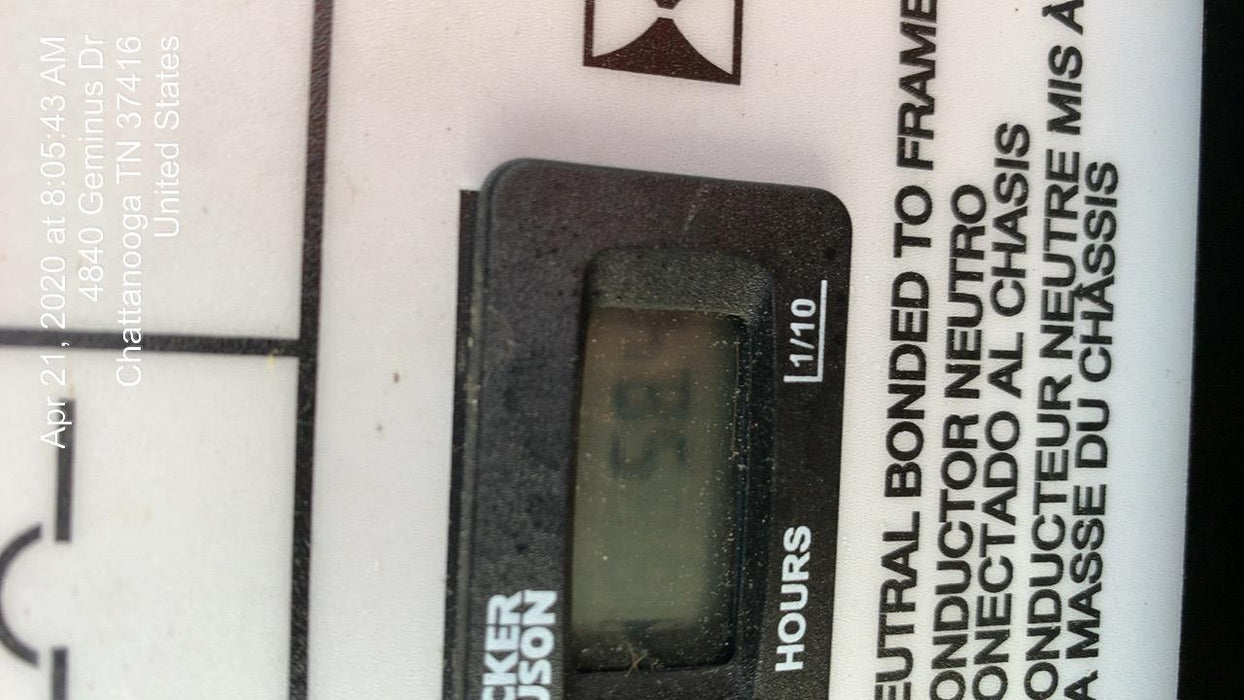 Apr 21, 2020 at 8:05:43 AM
4840 Geminus Dr
Chattanooga TN 37416
United States
CKER
USON
HOURS
1/10
EUTRAL BONDED TO FRAME
ONDUCTOR NEUTRO
ONECTADO AL CHASIS
ONDUCTEUR NEUTRE MIS À
A MASSE DU CHÂSSIS